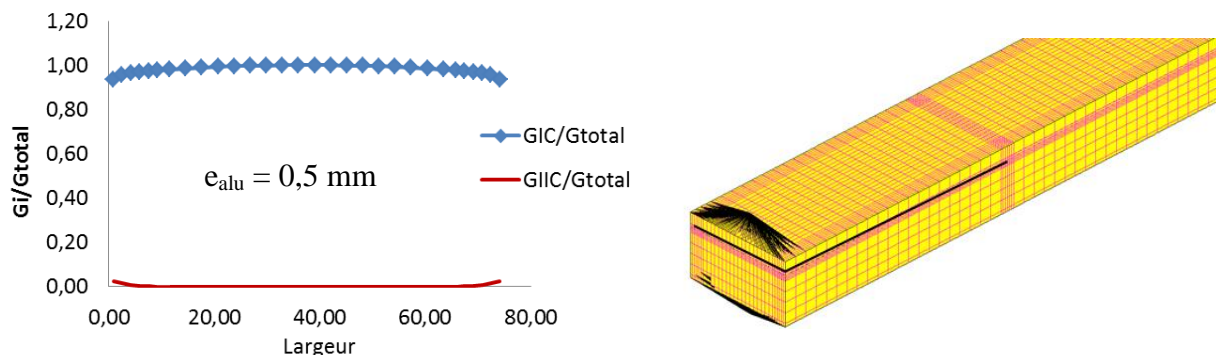 1,20
1,00
0,80
0,60
0,40
0,20
0,00
Gi/Gtotal
GIC/Gtotal
GIIC/Gtotal
ealu = 0,5 mm
0,00 20,00 40,00 60,00 80,00
Largeur